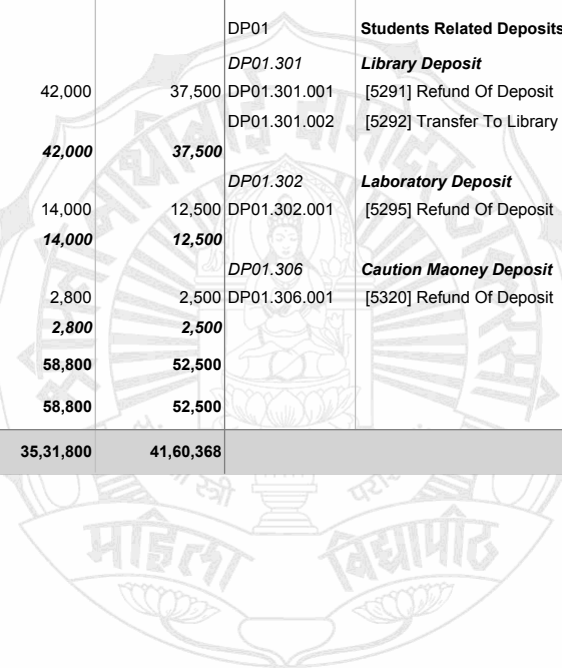 DP01 Students Related Deposits
DP01.301 Library Deposit
42,000 37,500 DP01.301.001 [5291] Refund Of Deposit
DP01.301.002 [5292] Transfer To Library
42,000 37,500
DP01.302 Laboratory Deposit
14,000 12,500 DP01.302.001 [5295] Refund Of Deposit
14,000 12,500
DP01.306 Caution Maoney Deposit
2,800 2,500 DP01.306.001 [5320] Refund Of Deposit
2,800 2,500
58,800 52,500
58,800 52,500
35,31,800 41,60,368
महिला विद्यापीठ